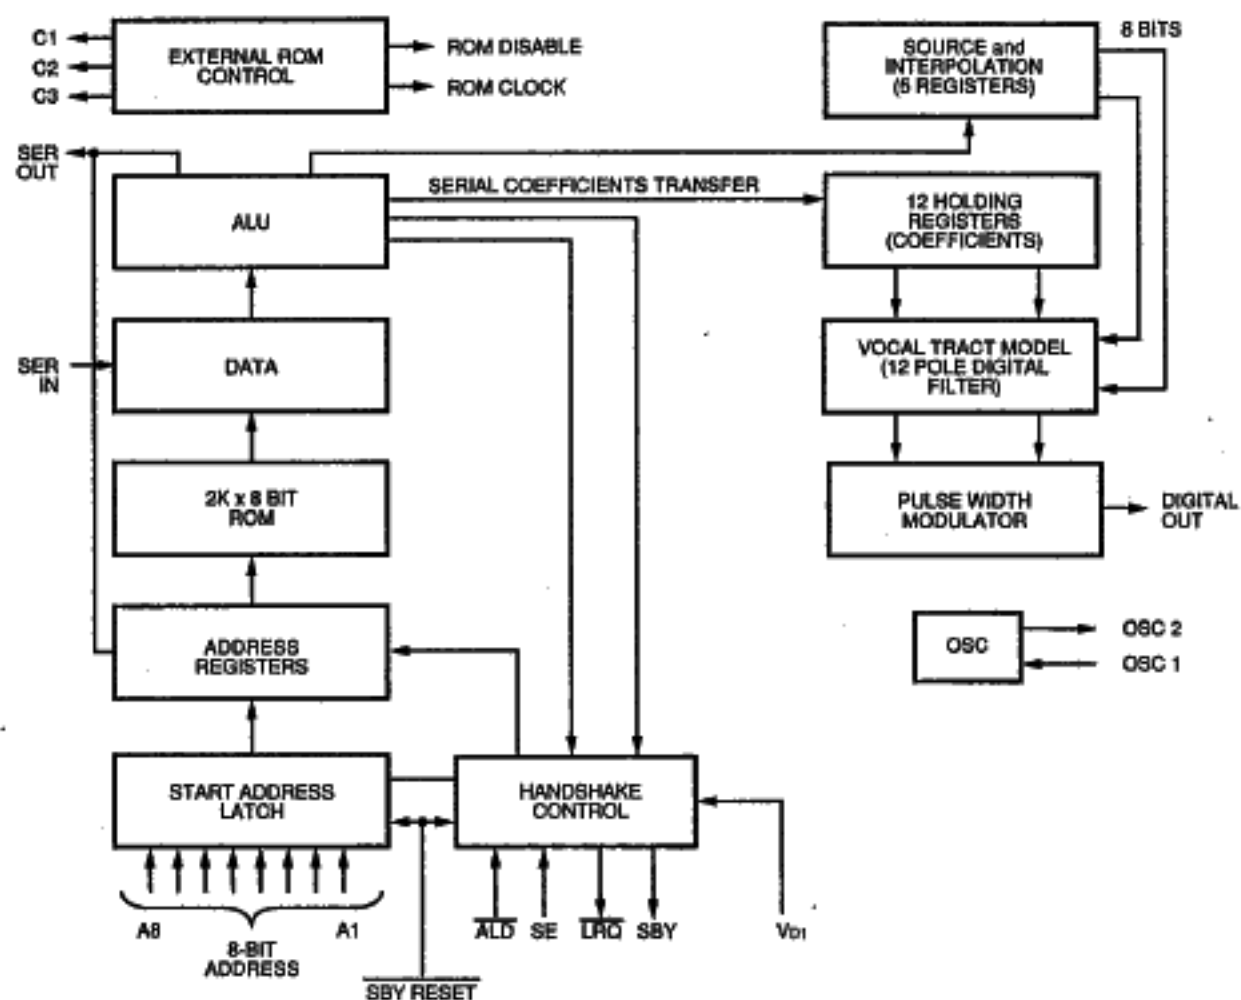 C1
C2
C3
EXTERNAL ROM
CONTROL
ROM DISABLE
ROM CLOCK
SOURCE and
INTERPOLATION
(5 REGISTERS)
8 BITS
SER
OUT
ALU
SERIAL COEFFICIENTS TRANSFER
12 HOLDING
REGISTERS
(COEFFICIENTS)
SER
IN
DATA
VOCAL TRACT MODEL
(12 POLE DIGITAL
FILTER)
2K x 8 BIT
ROM
PULSE WIDTH
MODULATOR
DIGITAL
OUT
ADDRESS
REGISTERS
OSC
OSC 2
OSC 1
START ADDRESS
LATCH
HANDSHAKE
CONTROL
A8
A1
8-BIT
ADDRESS
ALD
SE
LRQ
SBY
VD1
SBY RESET